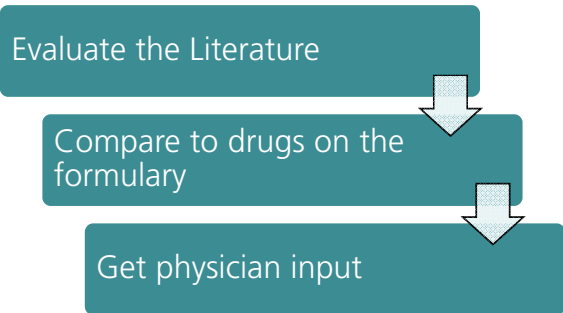 Evaluate the Literature
Compare to drugs on the
formulary
Get physician input